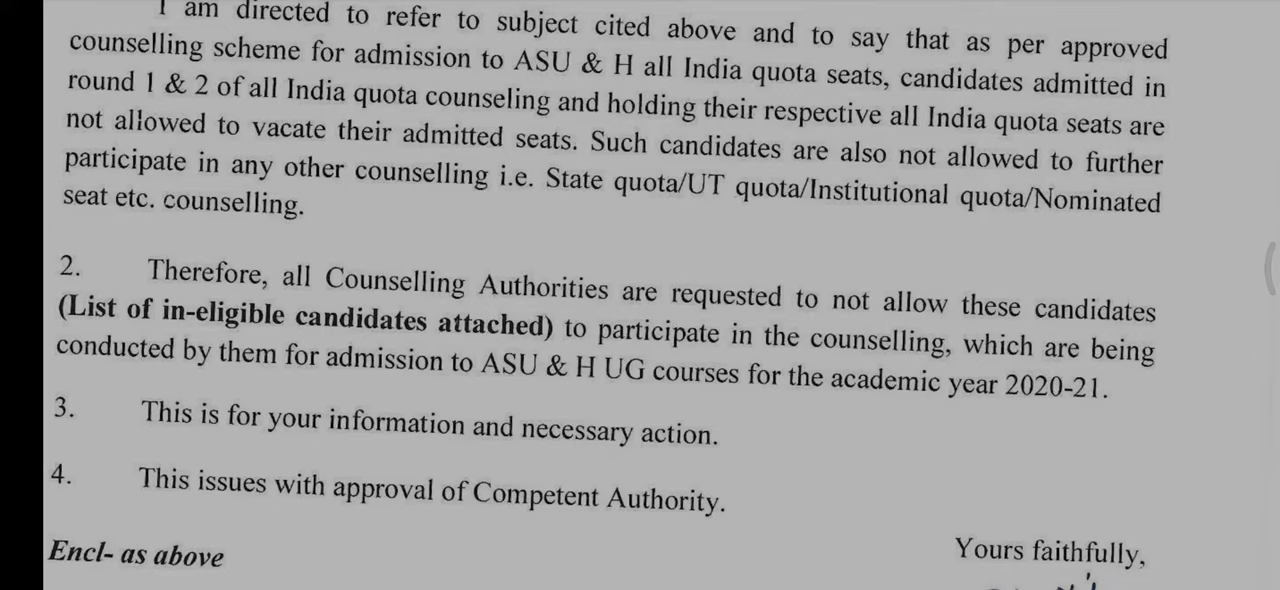 I am directed to refer to subject cited above and to say that as per approved
counselling scheme for admission to ASU & H all India quota seats, candidates admitted in
round 1 & 2 of all India quota counseling and holding their respective all India quota seats are
not allowed to vacate their admitted seats. Such candidates are also not allowed to further
participate in any other counselling i.e. State quota/UT quota/Institutional quota/Nominated
seat etc. counselling.
2. Therefore, all Counselling Authorities are requested to not allow these candidates
(List of in-eligible candidates attached) to participate in the counselling, which are being
conducted by them for admission to ASU & H UG courses for the academic year 2020-21.
3. This is for your information and necessary action.
4. This issues with approval of Competent Authority.
Encl- as above
Yours faithfully,